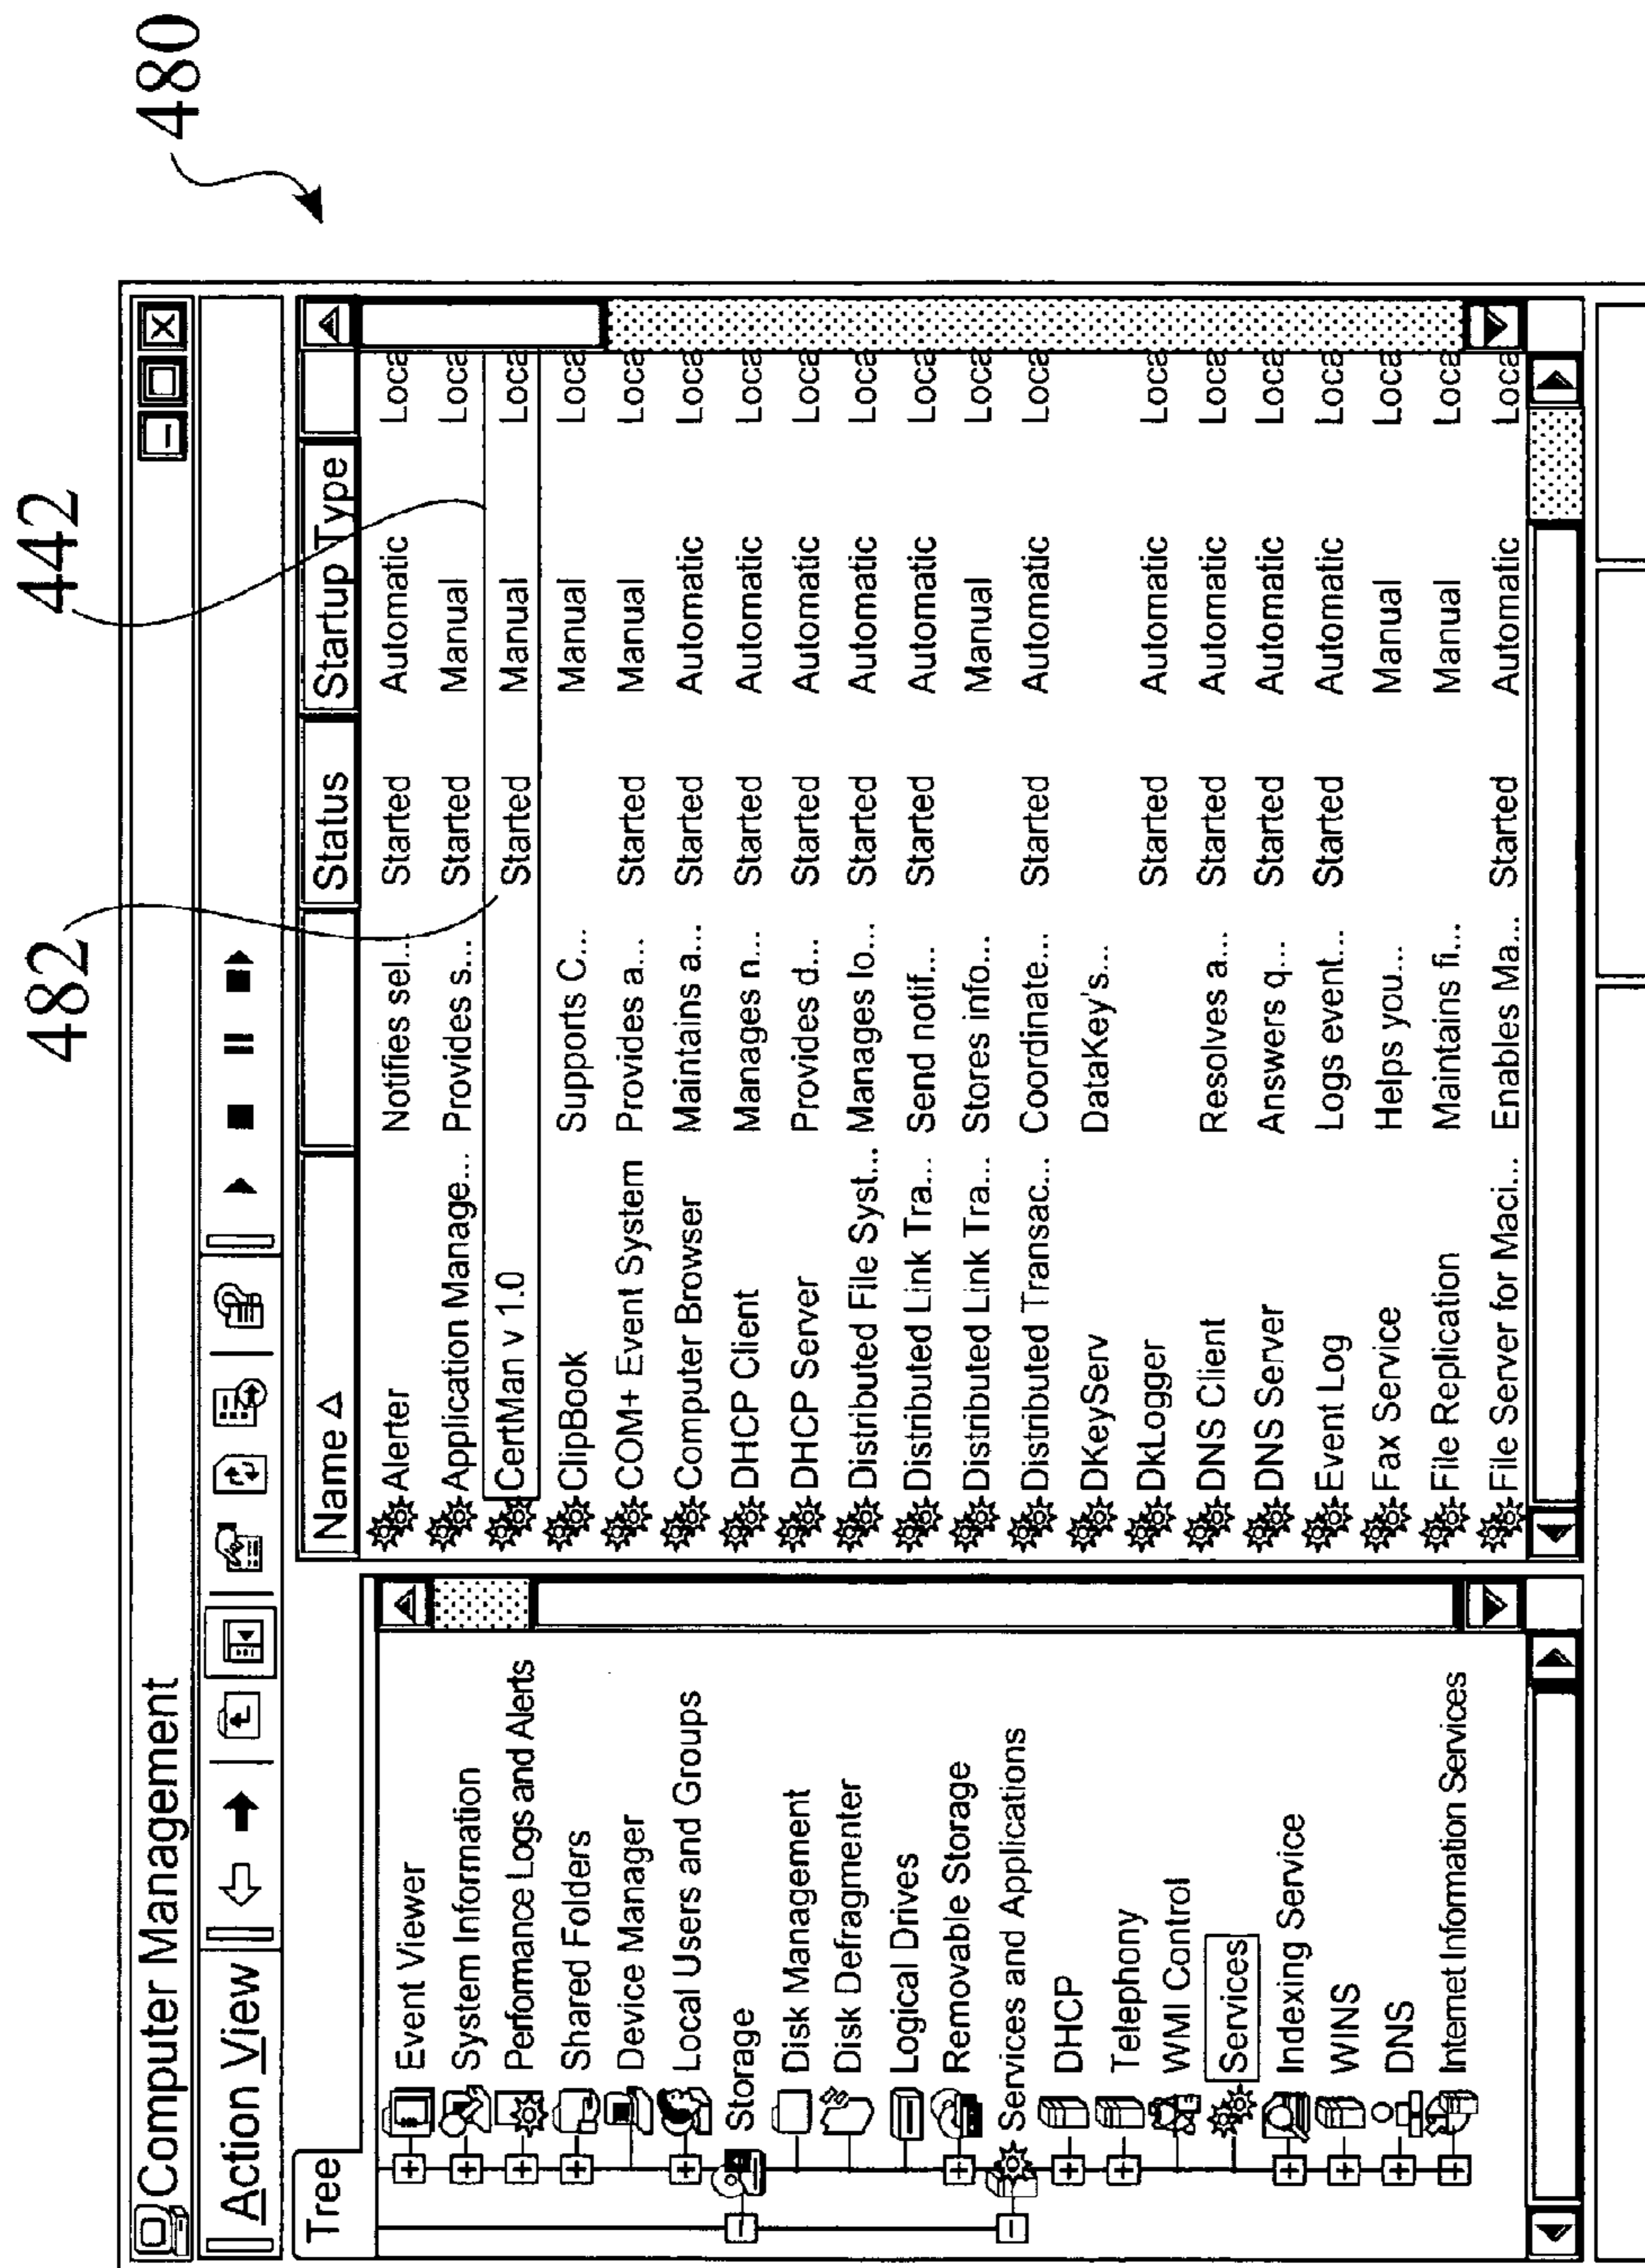 480
442
482
Computer Management
Action View
Tree
Event Viewer
System Information
Performance Logs and Alerts
Shared Folders
Device Manager
Local Users and Groups
Storage
Disk Management
Disk Defragmenter
Logical Drives
Removable Storage
Services and Applications
DHCP
Telephony
WMI Control
Services
Indexing Service
WINS
DNS
Internet Information Services
Name Status Startup Type
Alerter Notifies sel... Started Automatic Loca
Application Manage... Provides s... Started Manual Loca
CertMan v 1.0 Started Manual Loca
ClipBook Supports C... Manual Loca
COM+ Event System Provides a... Started Manual Loca
Computer Browser Maintains a... Started Automatic Loca
DHCP Client Manages n... Started Automatic Loca
DHCP Server Provides d... Started Automatic Loca
Distributed File Syst... Manages lo... Started Automatic Loca
Distributed Link Tra... Send notif... Started Automatic Loca
Distributed Link Tra... Stores info... Manual Loca
Distributed Transac... Coordinate... Started Automatic Loca
DKeyServ DataKey's...
DkLogger Started Automatic Loca
DNS Client Resolves a... Started Automatic Loca
DNS Server Answers q... Started Automatic Loca
Event Log Logs event... Started Automatic Loca
Fax Service Helps you... Manual Loca
File Replication Maintains fi... Manual Loca
File Server for Maci... Enables Ma... Started Automatic Loca